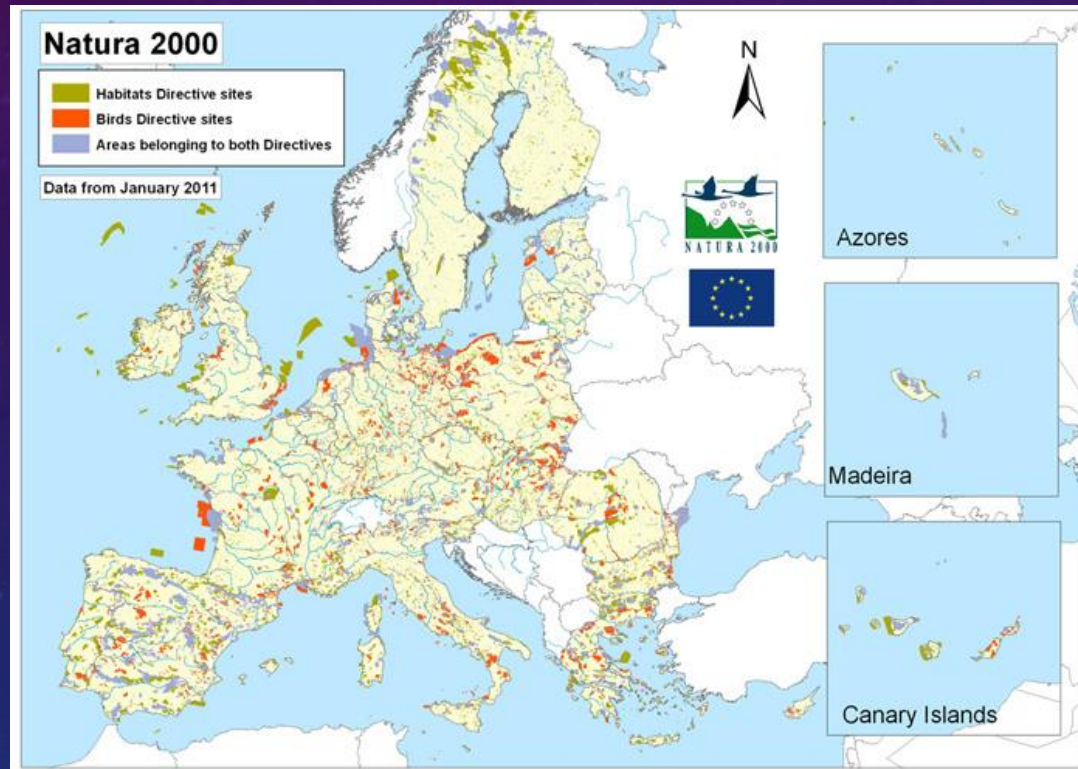 Natura 2000
Habitats Directive sites
Birds Directive sites
Areas belonging to both Directives
Data from January 2011
N
NATURA 2000
Azores
Madeira
Canary Islands